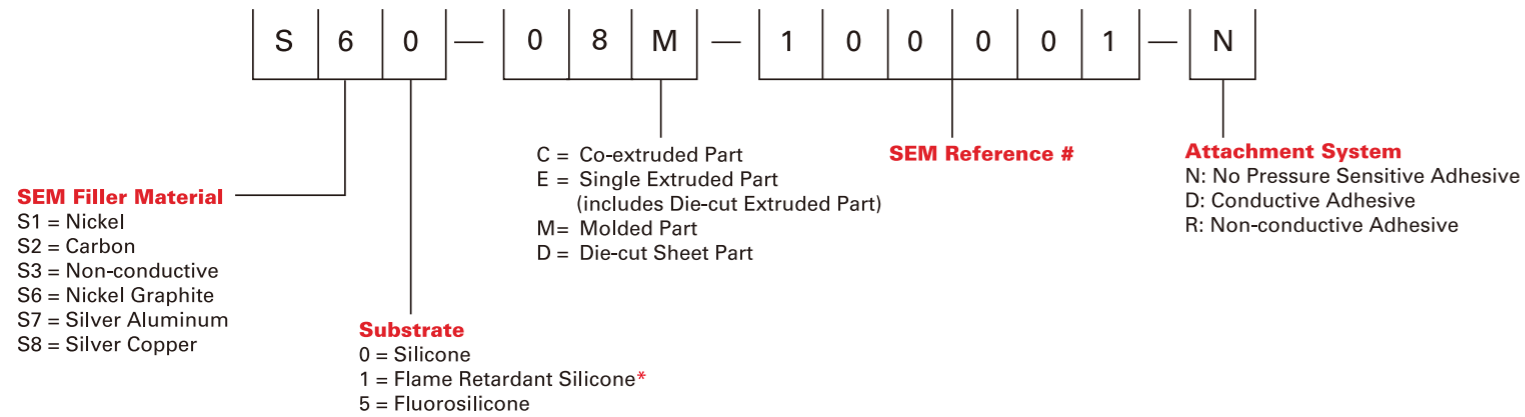 S 6 0 — 0 8 M — 1 0 0 0 0 1 — N
SEM Filler Material
S1 = Nickel
S2 = Carbon
S3 = Non-conductive
S6 = Nickel Graphite
S7 = Silver Aluminum
S8 = Silver Copper
Substrate
0 = Silicone
1 = Flame Retardant Silicone*
5 = Fluorosilicone
C = Co-extruded Part
E = Single Extruded Part
(includes Die-cut Extruded Part)
M= Molded Part
D = Die-cut Sheet Part
SEM Reference #
Attachment System
N: No Pressure Sensitive Adhesive
D: Conductive Adhesive
R: Non-conductive Adhesive